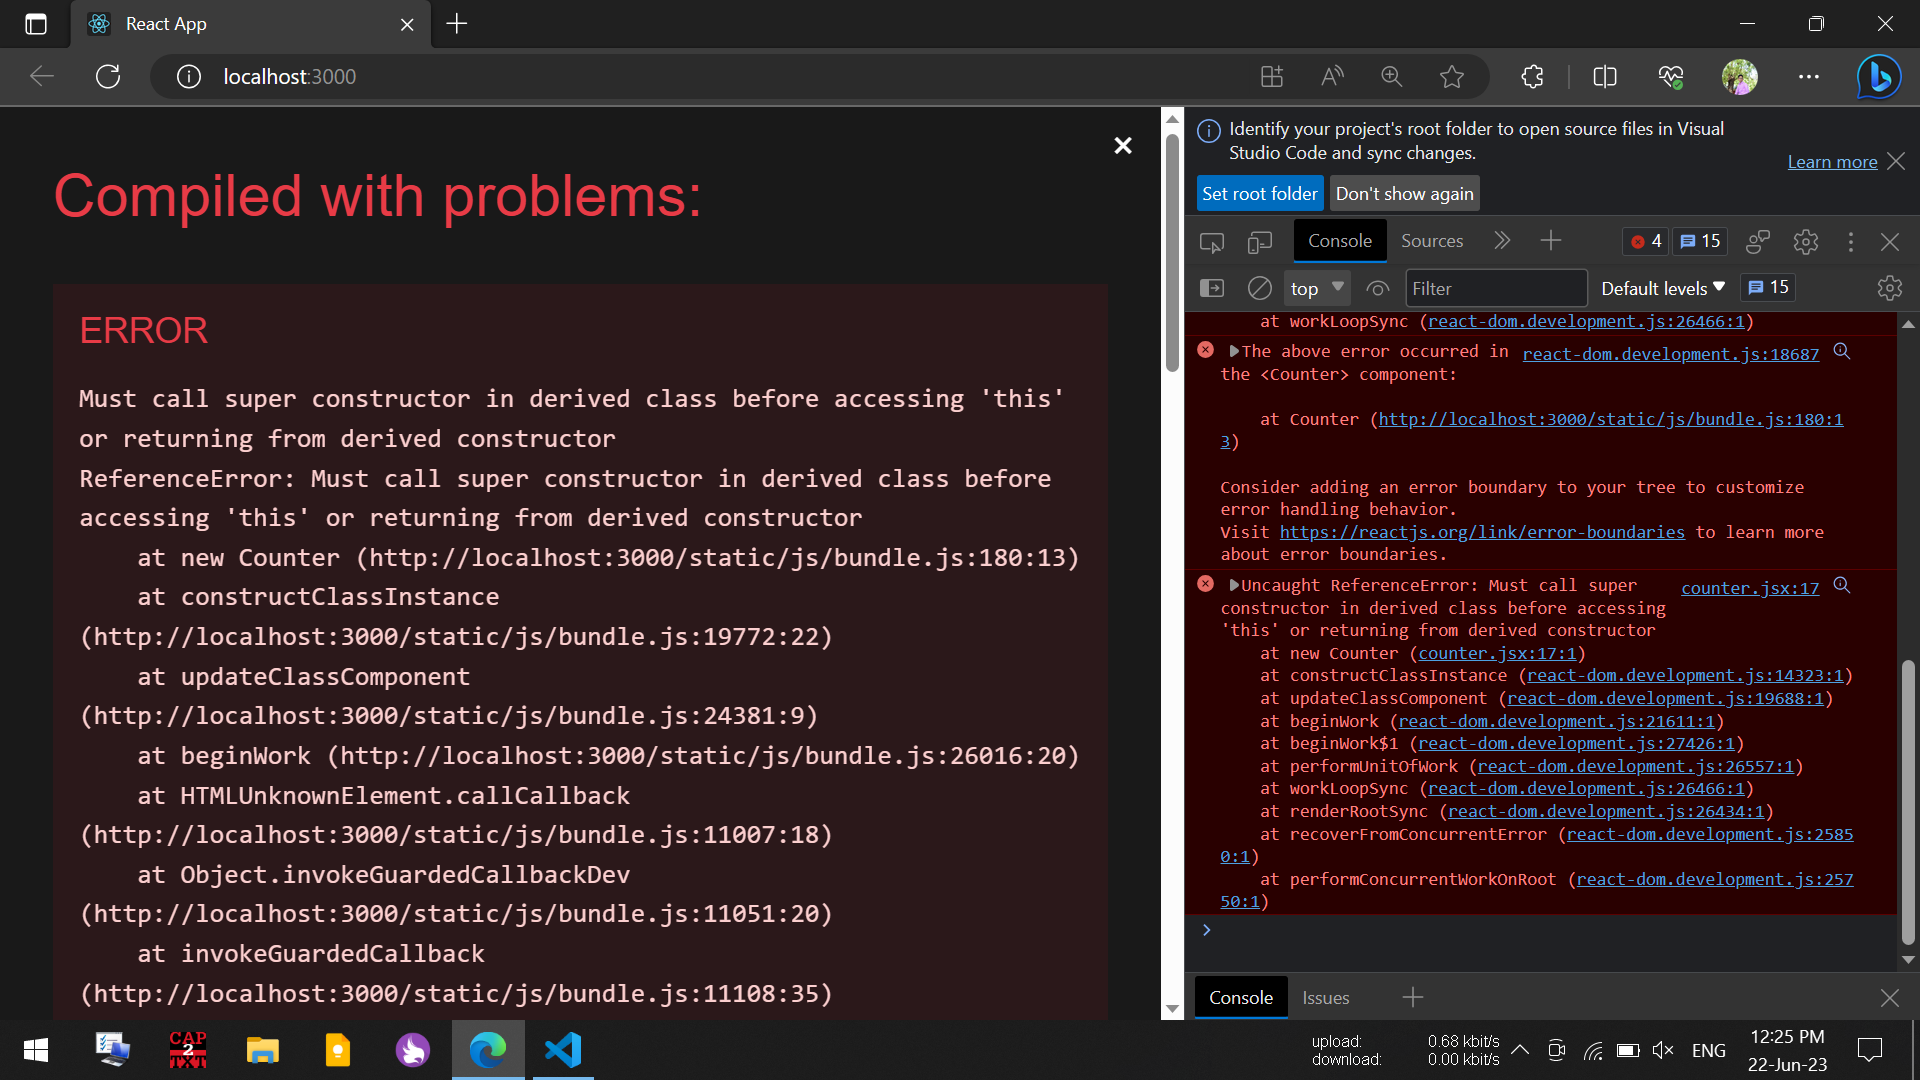 React App
localhost:3000
Compiled with problems:
ERROR
Must call super constructor in derived class before accessing 'this'
or returning from derived constructor
ReferenceError: Must call super constructor in derived class before
accessing 'this' or returning from derived constructor
    at new Counter (http://localhost:3000/static/js/bundle.js:180:13)
    at constructClassInstance
(http://localhost:3000/static/js/bundle.js:19772:22)
    at updateClassComponent
(http://localhost:3000/static/js/bundle.js:24381:9)
    at beginWork (http://localhost:3000/static/js/bundle.js:26016:20)
    at HTMLUnknownElement.callCallback
(http://localhost:3000/static/js/bundle.js:11007:18)
    at Object.invokeGuardedCallbackDev
(http://localhost:3000/static/js/bundle.js:11051:20)
    at invokeGuardedCallback
(http://localhost:3000/static/js/bundle.js:11108:35)
Identify your project's root folder to open source files in Visual
Studio Code and sync changes.
Learn more
Set root folder Don't show again
Console Sources 4 15
top Filter Default levels 15
at workLoopSync (react-dom.development.js:26466:1)
The above error occurred in react-dom.development.js:18687
the <Counter> component:
at Counter (http://localhost:3000/static/js/bundle.js:180:1
3)
Consider adding an error boundary to your tree to customize
error handling behavior.
Visit https://reactjs.org/link/error-boundaries to learn more
about error boundaries.
Uncaught ReferenceError: Must call super counter.jsx:17
constructor in derived class before accessing
'this' or returning from derived constructor
at new Counter (counter.jsx:17:1)
at constructClassInstance (react-dom.development.js:14323:1)
at updateClassComponent (react-dom.development.js:19688:1)
at beginWork (react-dom.development.js:21611:1)
at beginWork$1 (react-dom.development.js:27426:1)
at performUnitOfWork (react-dom.development.js:26557:1)
at workLoopSync (react-dom.development.js:26466:1)
at renderRootSync (react-dom.development.js:26434:1)
at recoverFromConcurrentError (react-dom.development.js:2585
0:1)
at performConcurrentWorkOnRoot (react-dom.development.js:257
50:1)
Console Issues
CAP
2
TXT
upload: 0.68 kbit/s
download: 0.00 kbit/s
ENG
12:25 PM
22-Jun-23